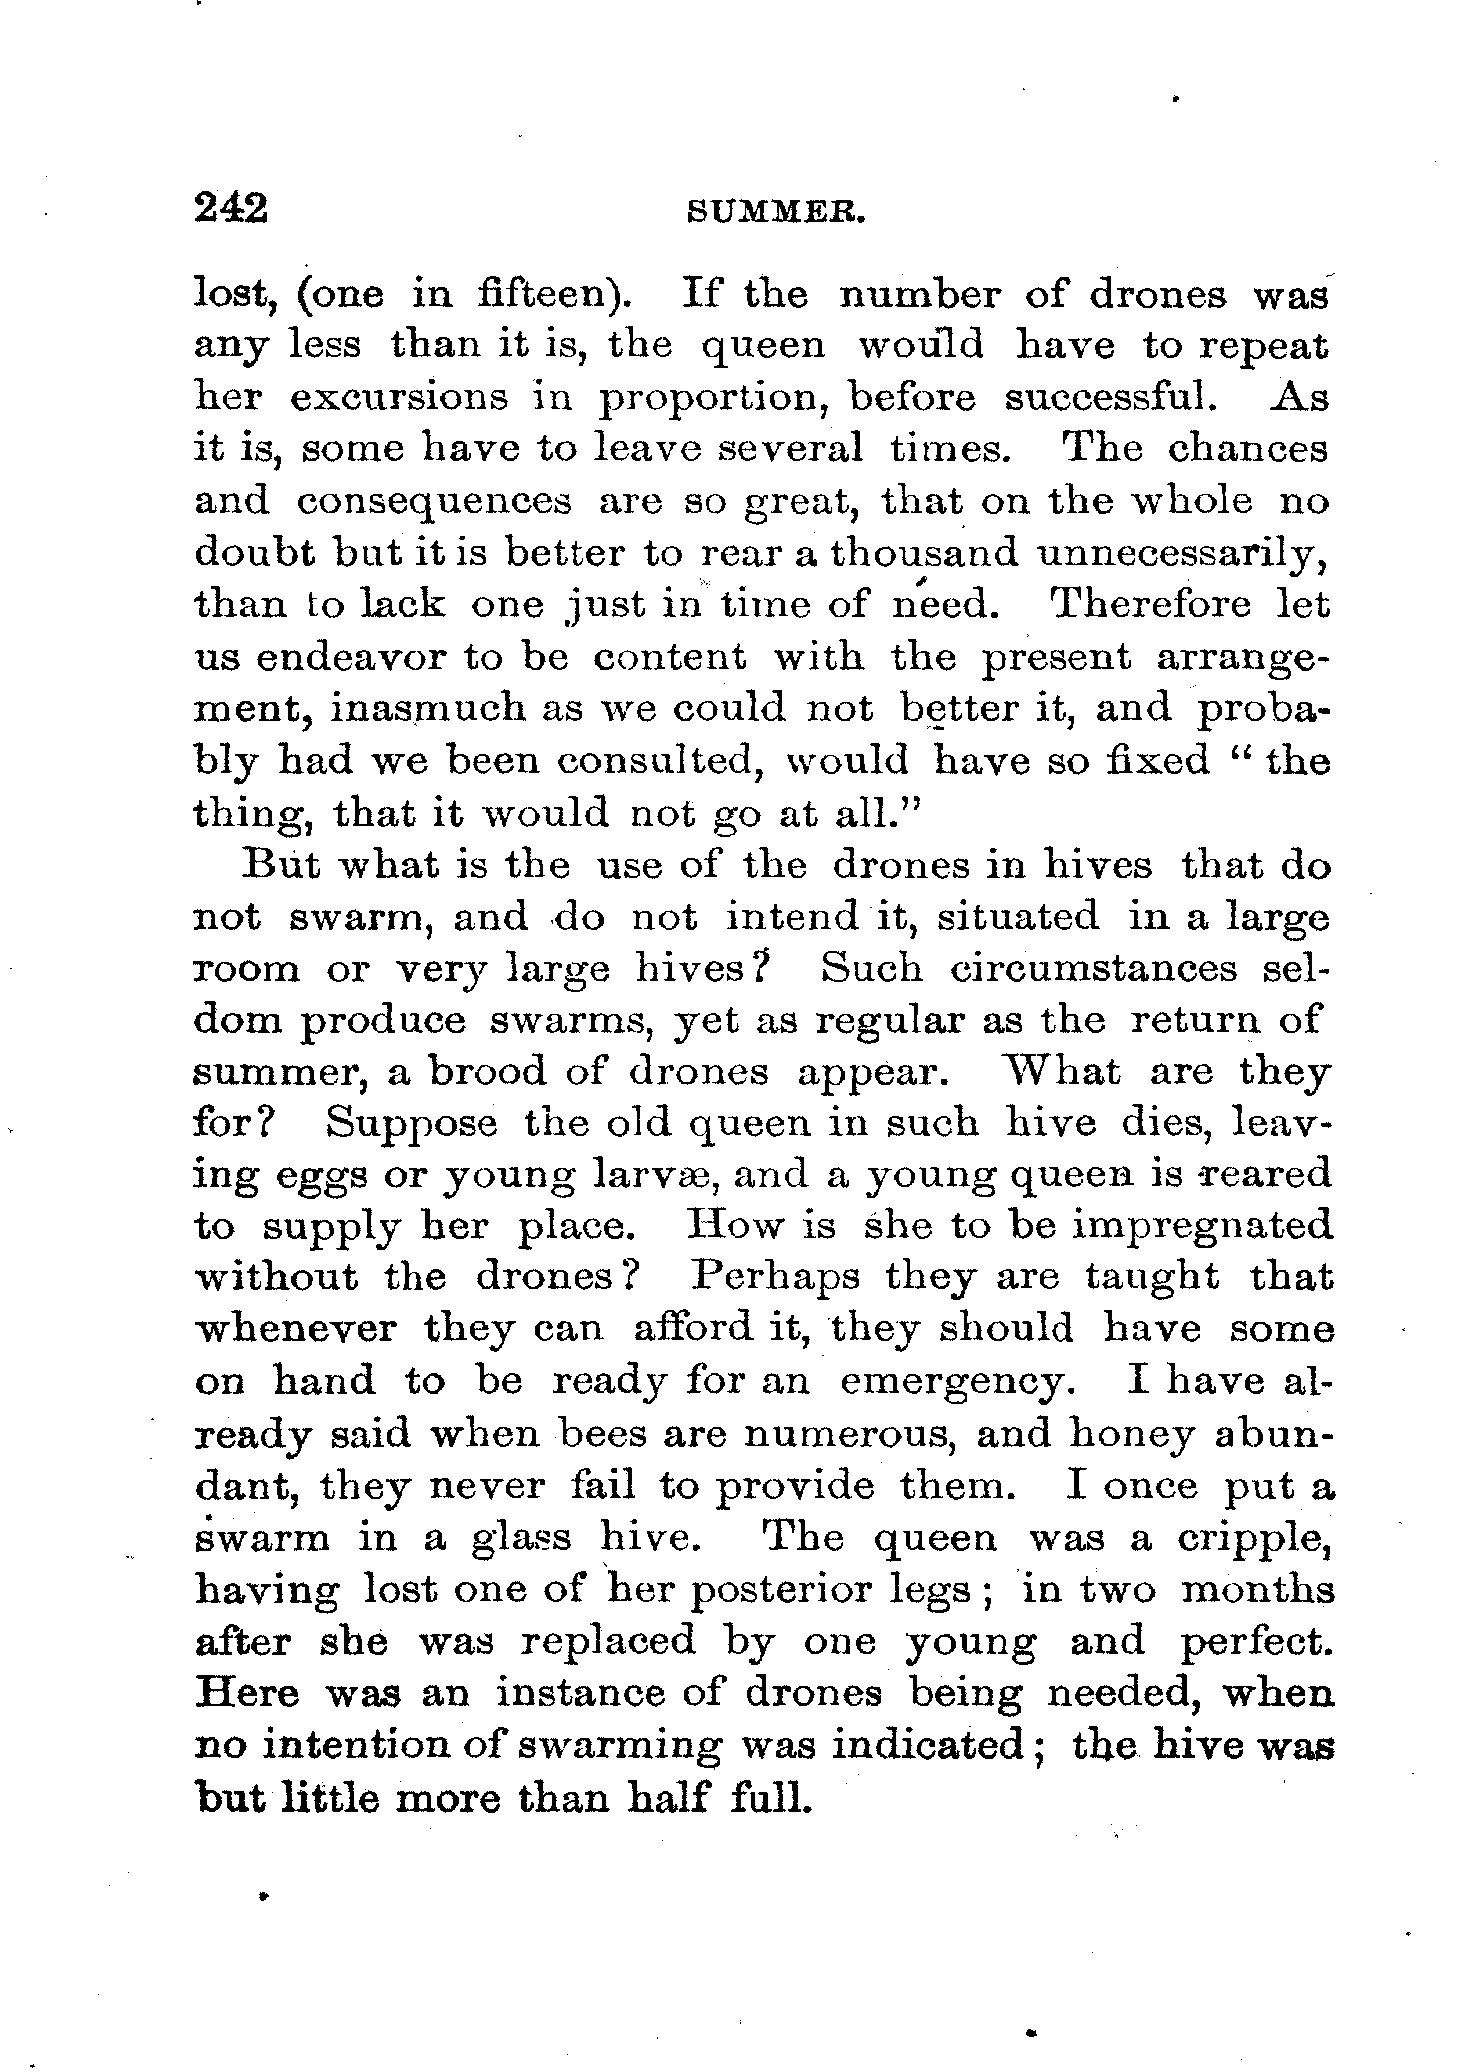 242 SUMMER.
lost, (one in fifteen). If the number of drones was
any less than it is, the queen would have to repeat
her excursions in proportion, before successful. As
it is, some have to leave several times. The chances
and consequences are so great, that on the whole no
doubt but it is better to rear a thousand unnecessarily,
than to lack one just in time of need. Therefore let
us endeavor to be content with the present arrange-
ment, inasmuch as we could not better it, and proba-
bly had we been consulted, would have so fixed “ the
thing, that it would not go at all.”
But what is the use of the drones in hives that do
not swarm, and do not intend it, situated in a large
room or very large hives? Such circumstances sel-
dom produce swarms, yet as regular as the return of
summer, a brood of drones appear. What are they
for? Suppose the old queen in such hive dies, leav-
ing eggs or young larvæ, and a young queen is reared
to supply her place. How is she to be impregnated
without the drones? Perhaps they are taught that
whenever they can afford it, they should have some
on hand to be ready for an emergency. I have al-
ready said when bees are numerous, and honey abun-
dant, they never fail to provide them. I once put a
swarm in a glass hive. The queen was a cripple,
having lost one of her posterior legs; in two months
after she was replaced by one young and perfect.
Here was an instance of drones being needed, when
no intention of swarming was indicated; the hive was
but little more than half full.